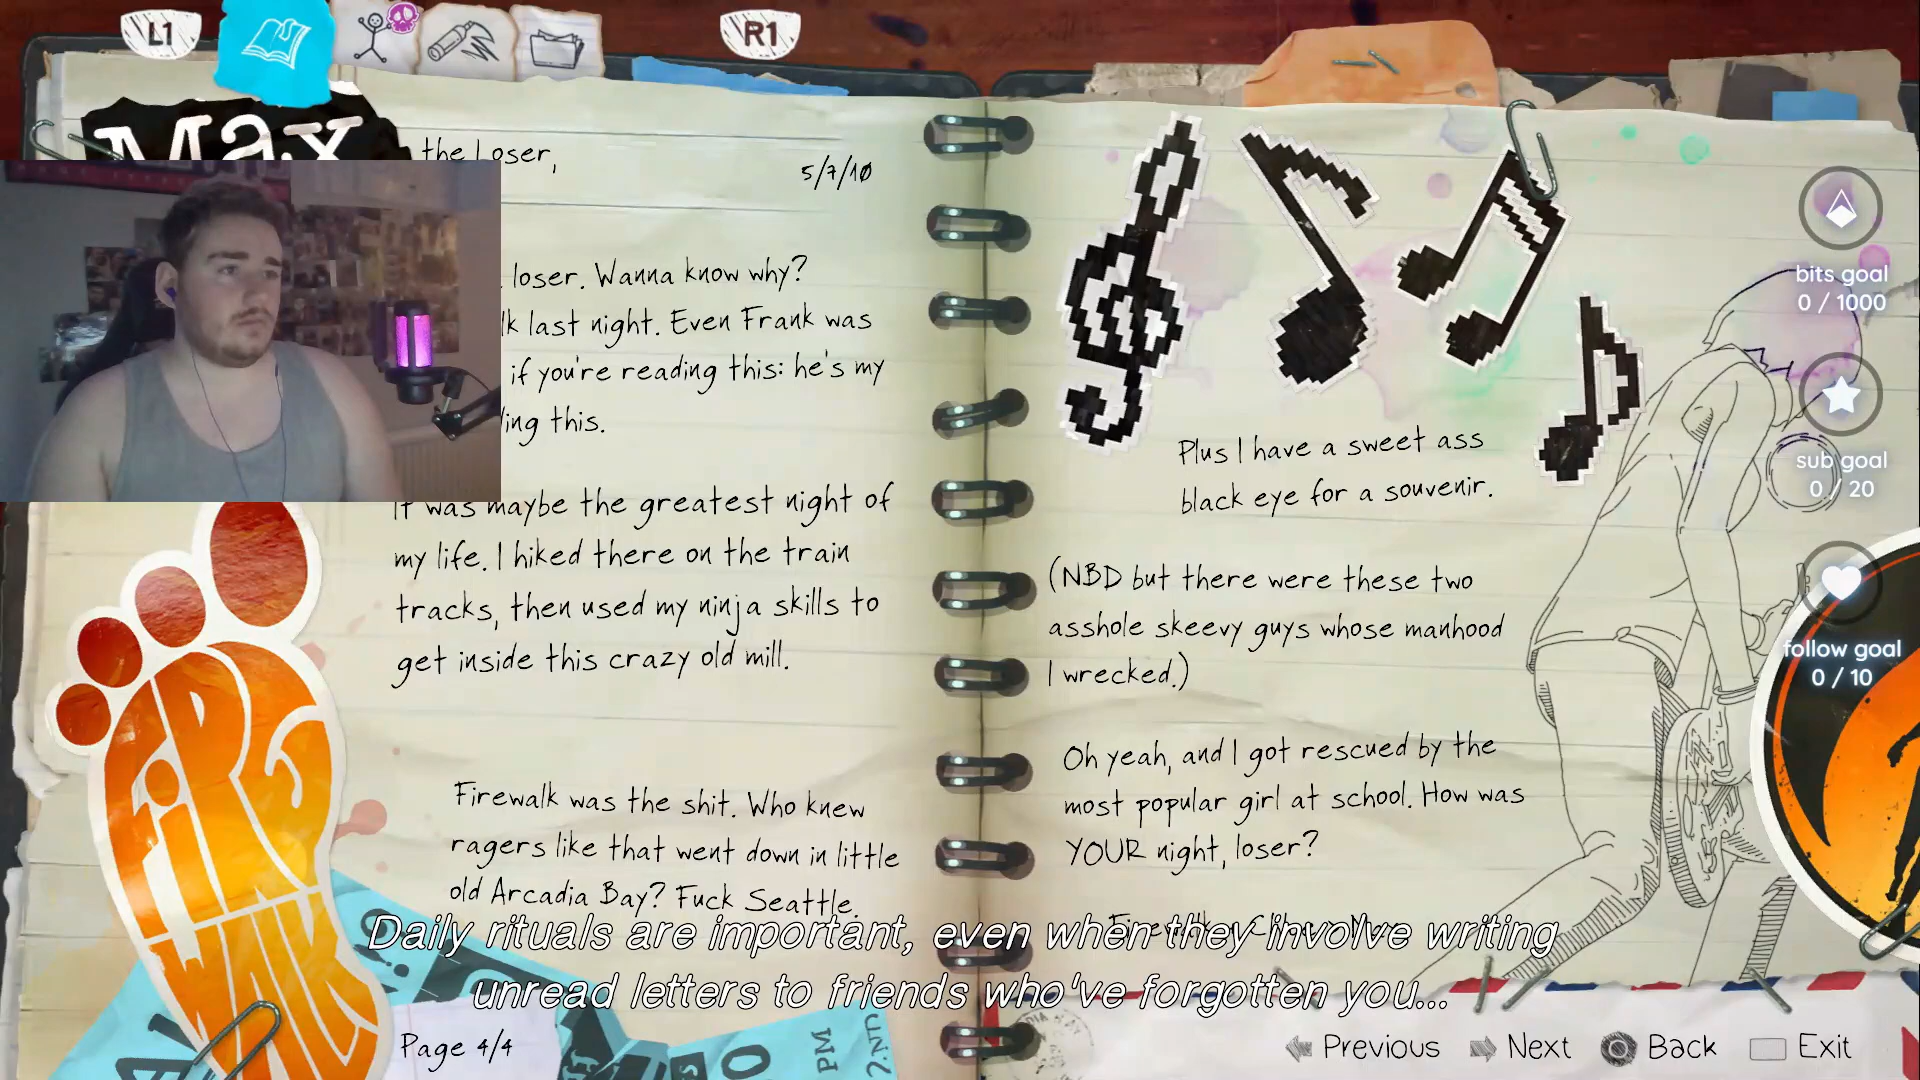 L1
R1
Max
the Loser,
5/7/10
loser. Wanna know why?
lk last night. Even Frank was
if you're reading this: he's my
ing this.
It was maybe the greatest night of
my life. I hiked there on the train
tracks, then used my ninja skills to
get inside this crazy old mill.
Firewalk was the shit. Who knew
ragers like that went down in little
old Arcadia Bay? Fuck Seattle.
FIRE
WALK
Plus I have a sweet ass
black eye for a souvenir.
(NBD but there were these two
asshole skeevy guys whose manhood
I wrecked.)
Oh yeah, and I got rescued by the
most popular girl at school. How was
YOUR night, loser?
bits goal
0 / 1000
sub goal
0 / 20
follow goal
0 / 10
Daily rituals are important, even when they involve writing
unread letters to friends who've forgotten you...
Page 4/4
PM
Previous
Next
Back
Exit